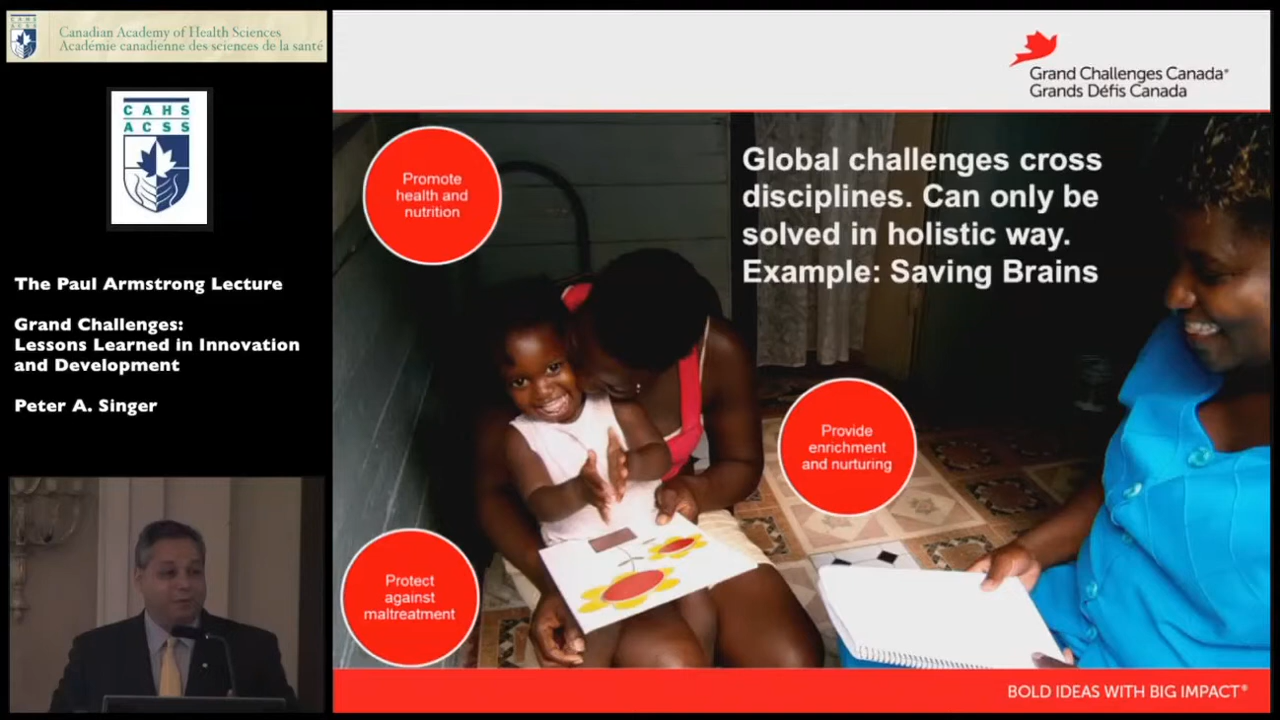 Canadian Academy of Health Sciences
Académie canadienne des sciences de la santé
CAHS
ACSS
The Paul Armstrong Lecture
Grand Challenges:
Lessons Learned in Innovation
and Development
Peter A. Singer
Grand Challenges Canada®
Grands Défis Canada
Global challenges cross
disciplines. Can only be
solved in holistic way.
Example: Saving Brains
Promote
health and
nutrition
Provide
enrichment
and nurturing
Protect
against
maltreatment
BOLD IDEAS WITH BIG IMPACT®